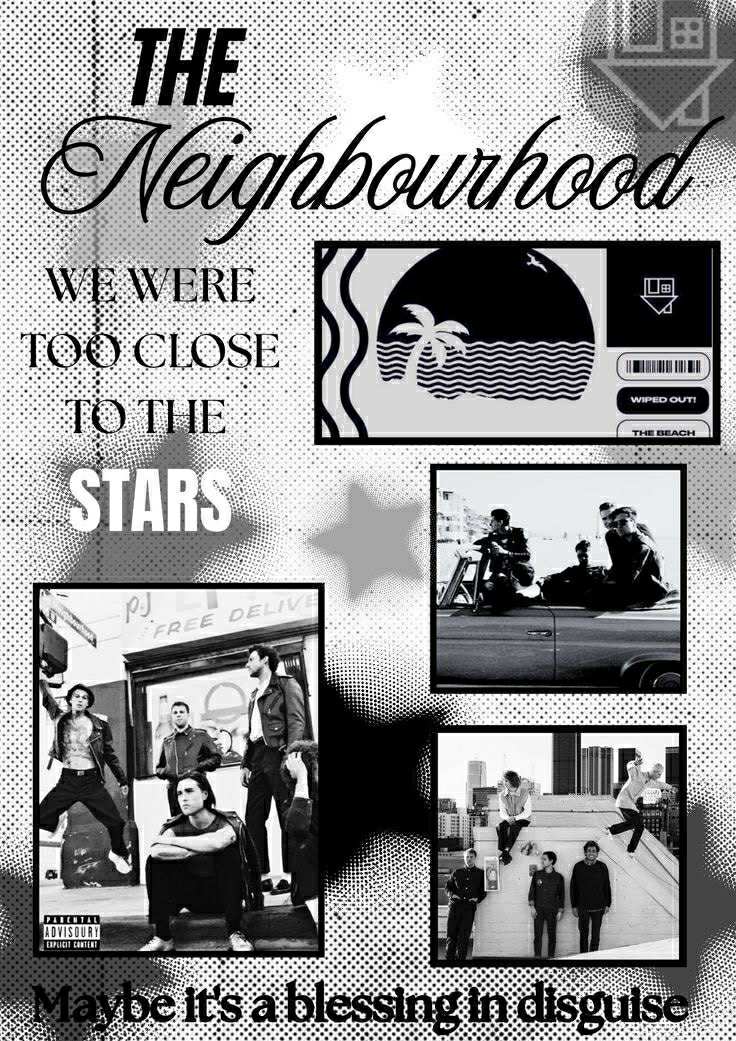 THE
Neighbourhood
WE WERE
TOO CLOSE
TO THE
STARS
WIPED OUT!
THE BEACH
FREE DELIVE
PARENTAL
ADVISORY
EXPLICIT CONTENT
Maybe it's a blessing in disguise